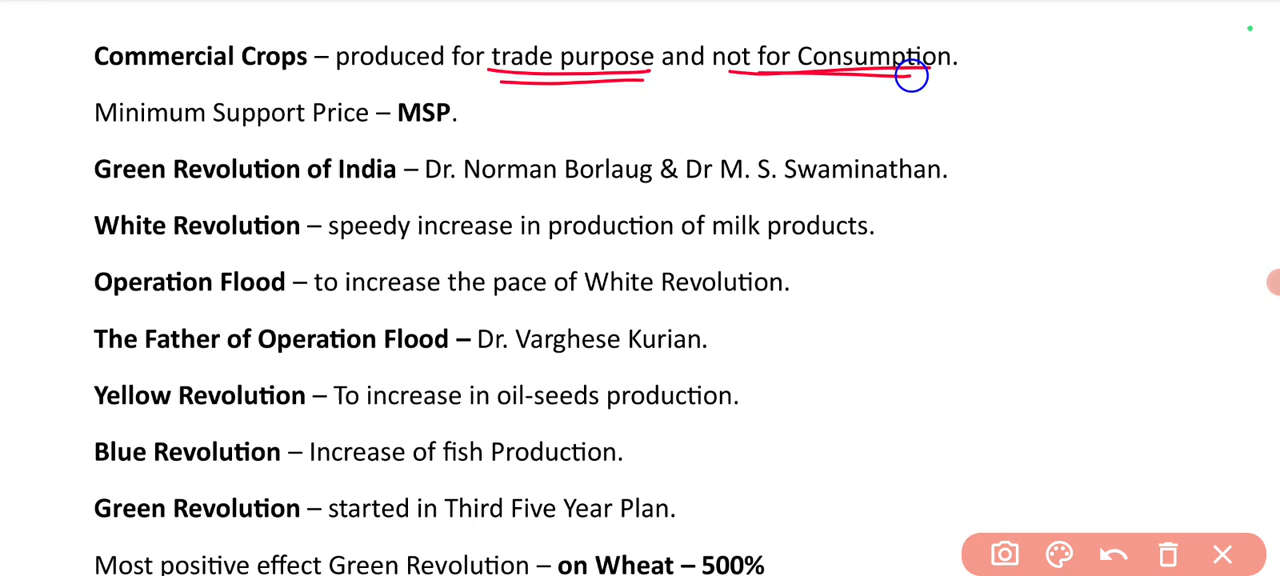 Commercial Crops – produced for trade purpose and not for Consumption.
Minimum Support Price – MSP.
Green Revolution of India – Dr. Norman Borlaug & Dr M. S. Swaminathan.
White Revolution – speedy increase in production of milk products.
Operation Flood – to increase the pace of White Revolution.
The Father of Operation Flood – Dr. Varghese Kurian.
Yellow Revolution – To increase in oil-seeds production.
Blue Revolution – Increase of fish Production.
Green Revolution – started in Third Five Year Plan.
Most positive effect Green Revolution – on Wheat – 500%